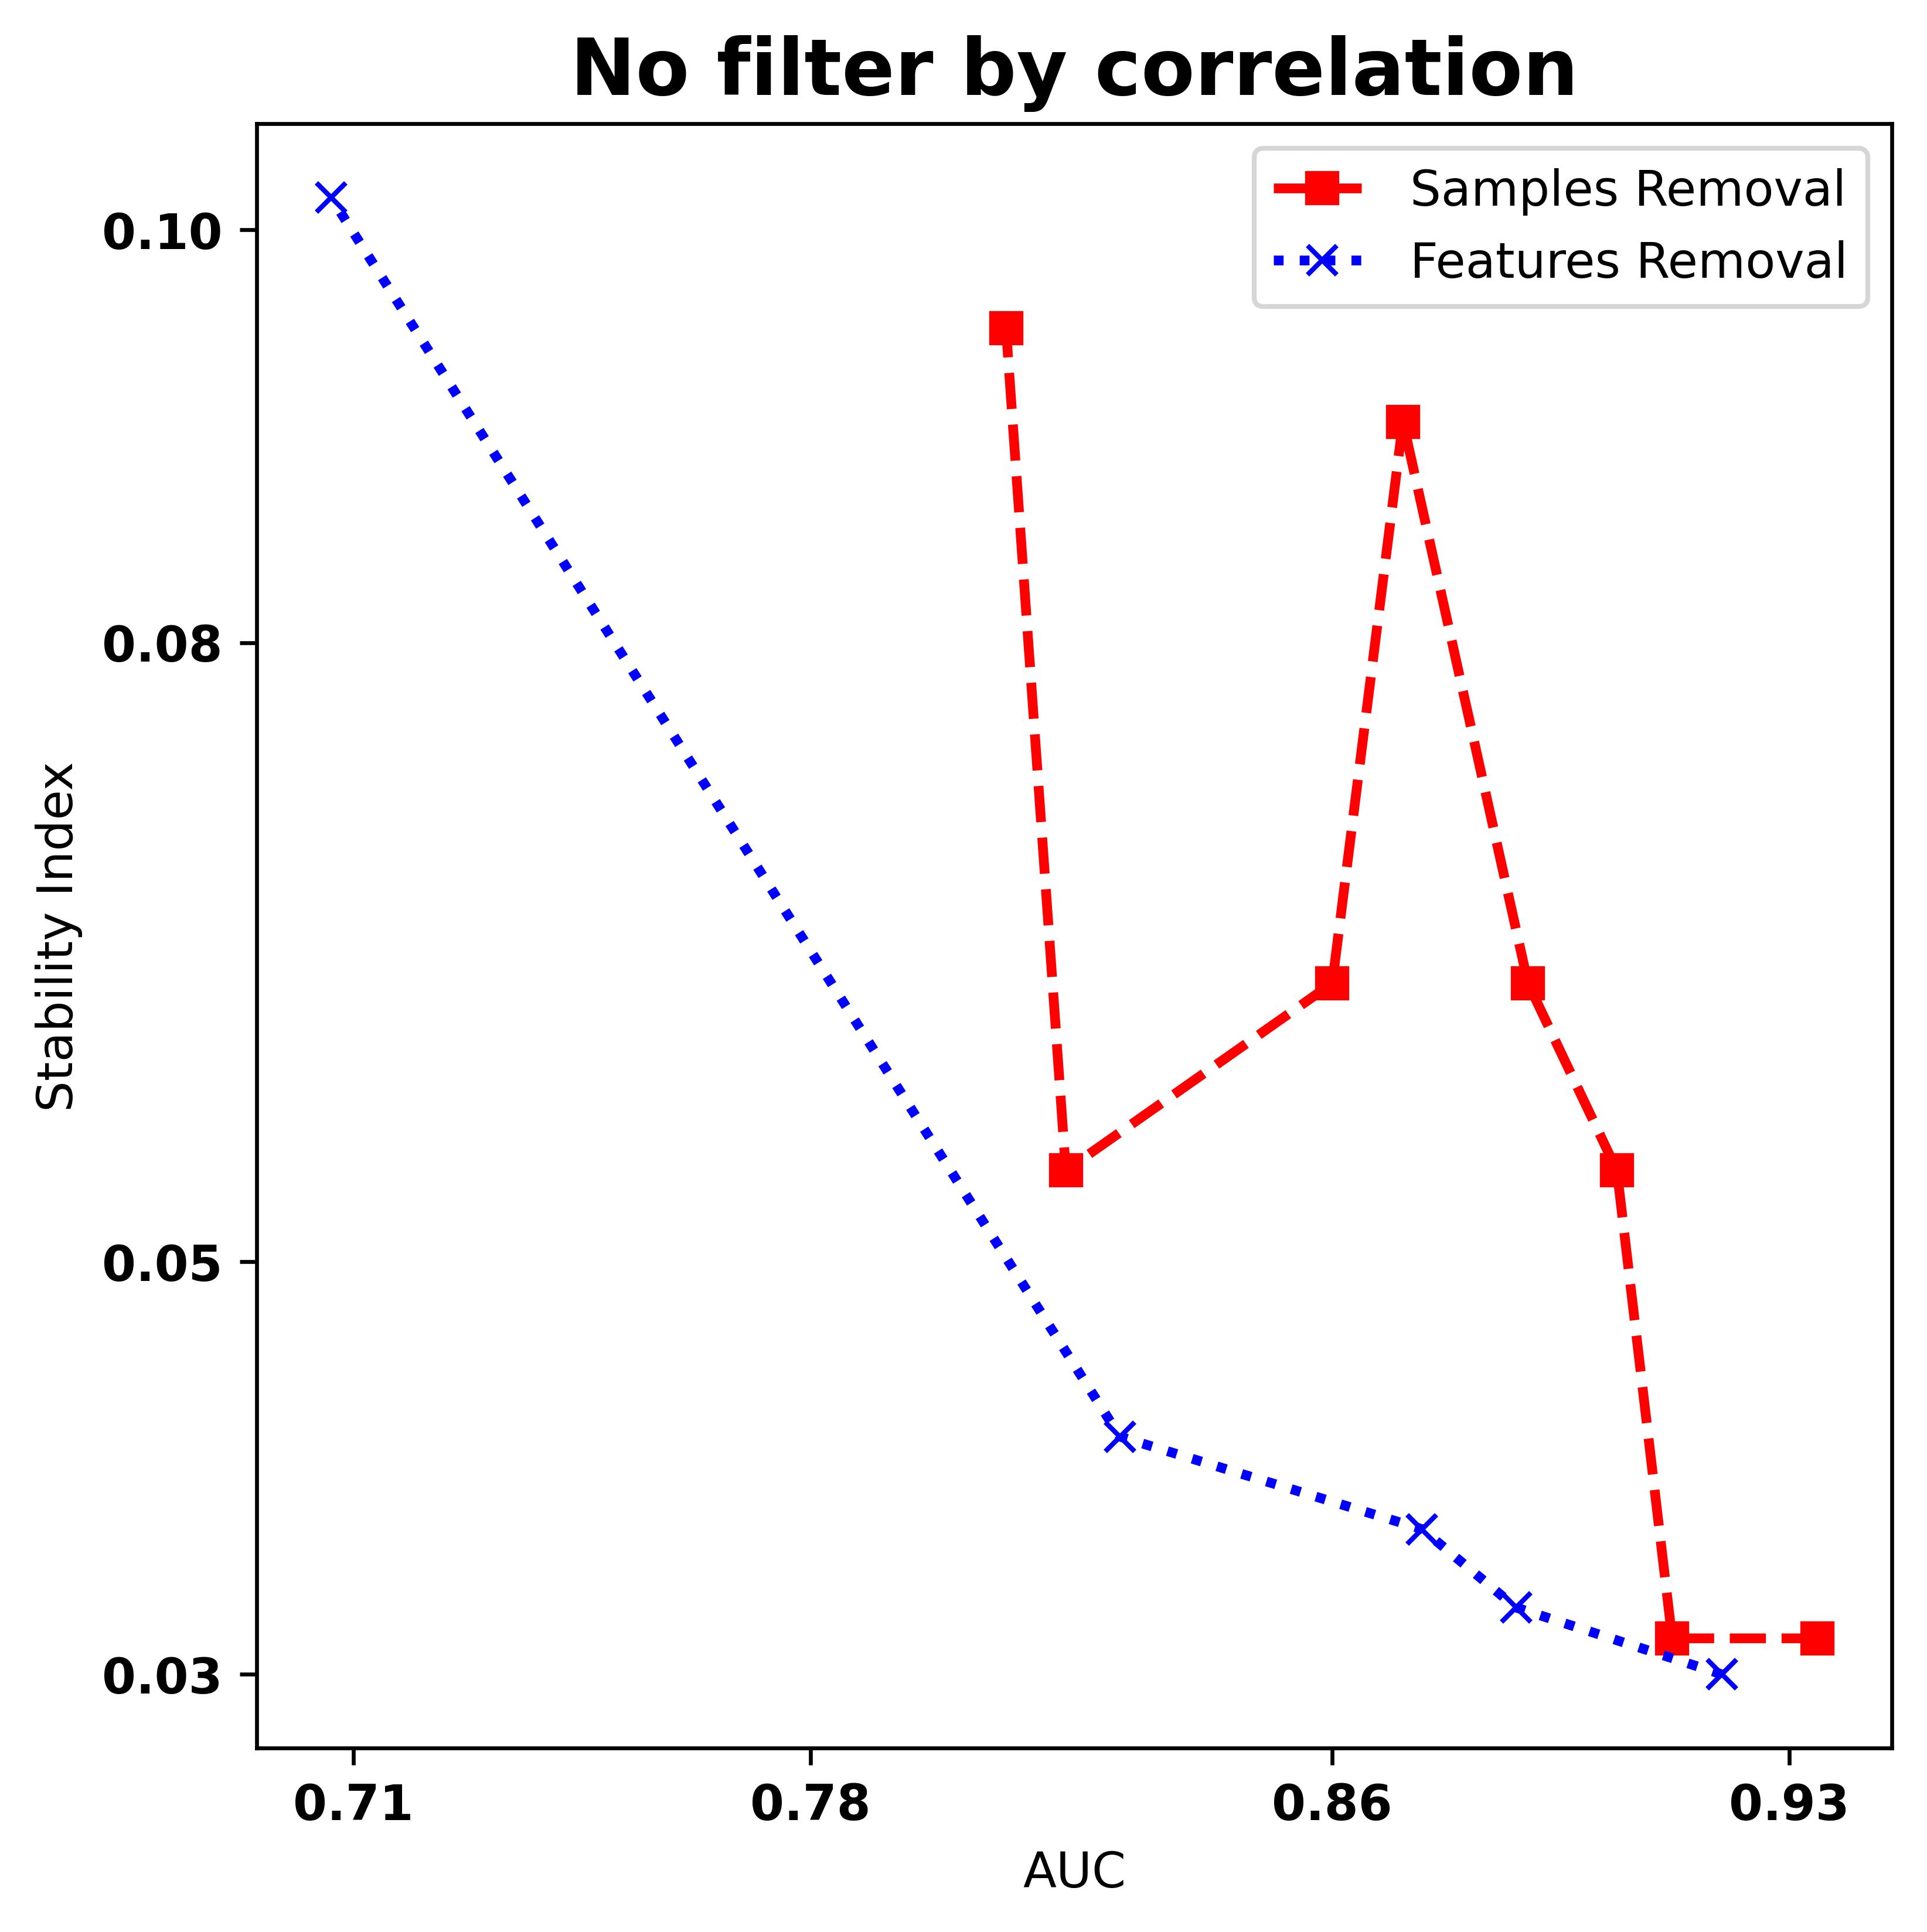 No filter by correlation
Samples Removal
Features Removal
0.10
0.08
0.05
0.03
Stability Index
0.71 0.78 0.86 0.93
AUC